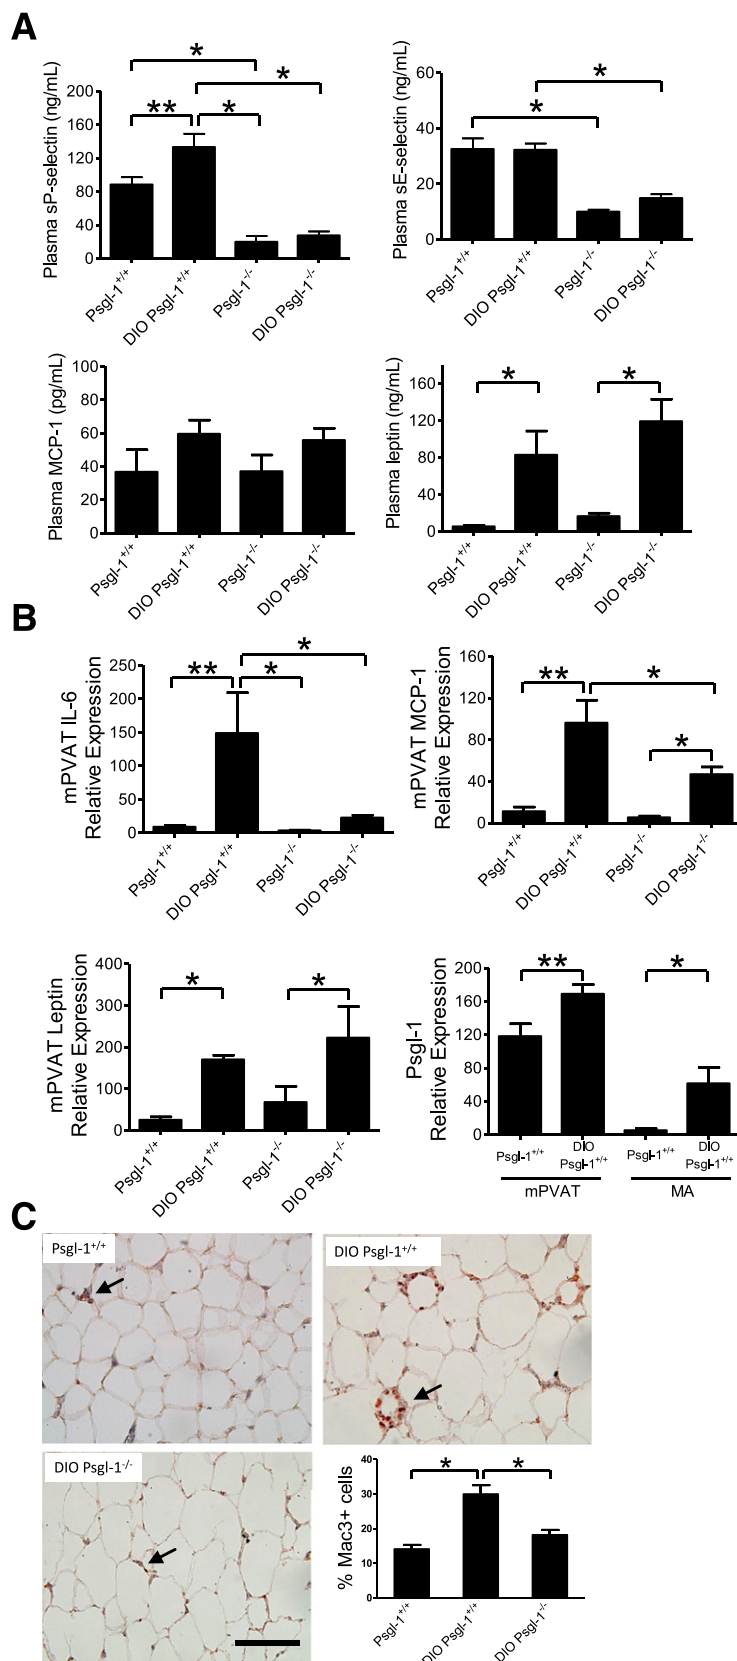 A
Plasma sP-selectin (ng/mL)
200
160
120
80
40
0
*
*
**
*
Psgl-1+/+
DIO Psgl-1+/+
Psgl-1-/-
DIO Psgl-1-/-
Plasma sE-selectin (ng/mL)
60
40
20
0
*
*
Psgl-1+/+
DIO Psgl-1+/+
Psgl-1-/-
DIO Psgl-1-/-
Plasma MCP-1 (pg/mL)
100
80
60
40
20
0
Psgl-1+/+
DIO Psgl-1+/+
Psgl-1-/-
DIO Psgl-1-/-
Plasma leptin (ng/mL)
160
120
80
40
0
*
*
Psgl-1+/+
DIO Psgl-1+/+
Psgl-1-/-
DIO Psgl-1-/-
B
mPVAT IL-6
Relative Expression
250
200
150
100
50
0
*
**
*
Psgl-1+/+
DIO Psgl-1+/+
Psgl-1-/-
DIO Psgl-1-/-
mPVAT MCP-1
Relative Expression
160
120
80
40
0
**
*
*
Psgl-1+/+
DIO Psgl-1+/+
Psgl-1-/-
DIO Psgl-1-/-
mPVAT Leptin
Relative Expression
400
300
200
100
0
*
*
Psgl-1+/+
DIO Psgl-1+/+
Psgl-1-/-
DIO Psgl-1-/-
Psgl-1
Relative Expression
200
160
120
80
40
0
**
*
Psgl-1+/+
DIO
Psgl-1+/+
Psgl-1+/+
DIO
Psgl-1+/+
mPVAT
MA
C
Psgl-1+/+
DIO Psgl-1+/+
DIO Psgl-1-/-
% Mac3+ cells
40
30
20
10
0
*
*
Psgl-1+/+
DIO Psgl-1+/+
DIO Psgl-1-/-